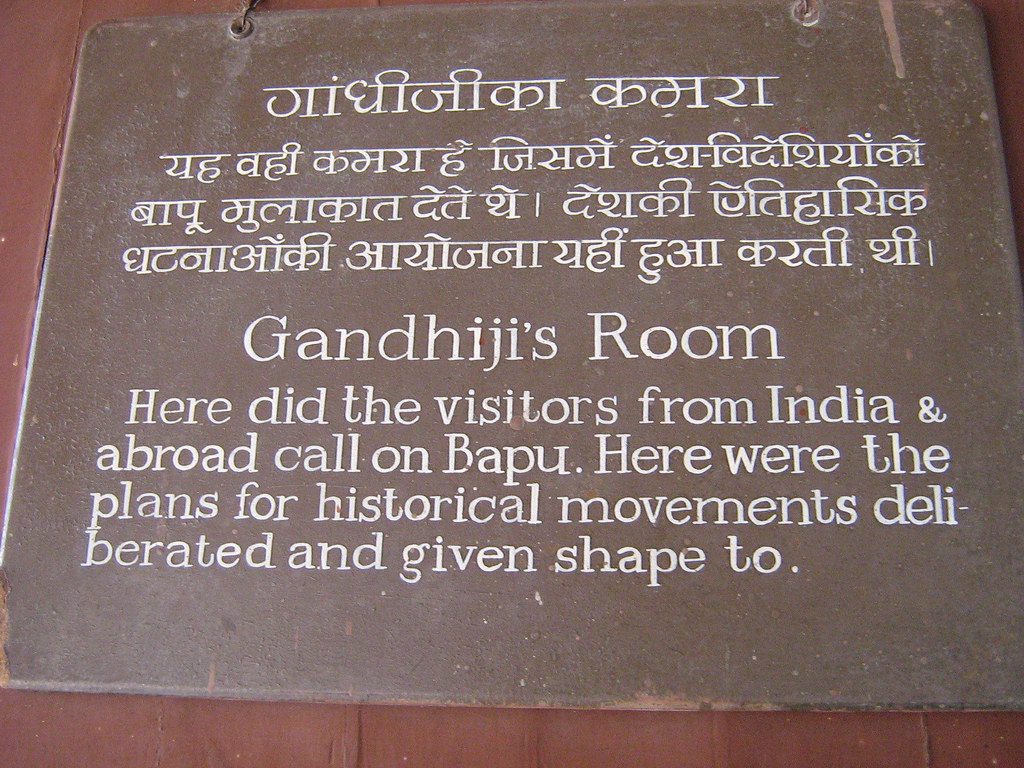 गांधीजीका कमरा
यह वही कमरा है जिसमें देश-विदेशियोंको
बापू मुलाकात देते थे। देशकी ऐतिहासिक
घटनाओंकी आयोजना यहीं हुआ करती थी।
Gandhiji's Room
Here did the visitors from India &
abroad call on Bapu. Here were the
plans for historical movements deli-
berated and given shape to.